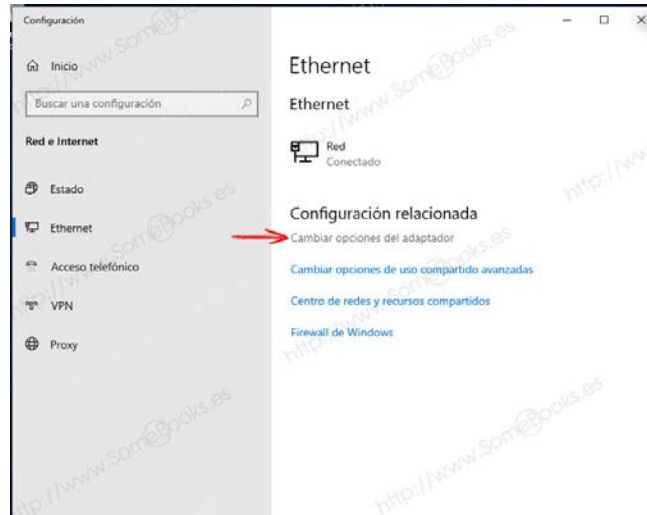 Configuración
Inicio
Buscar una configuración
Red e Internet
Estado
Ethernet
Acceso telefónico
VPN
Proxy
Ethernet
Ethernet
Red
Conectado
Configuración relacionada
Cambiar opciones del adaptador
Cambiar opciones de uso compartido avanzadas
Centro de redes y recursos compartidos
Firewall de Windows
http://www.SomeBooks.es